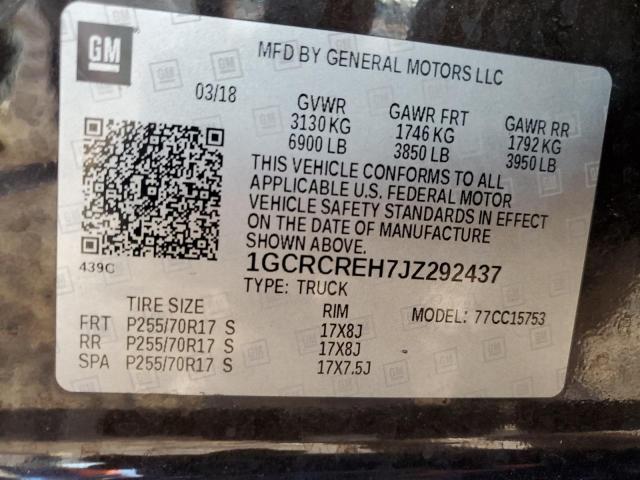 GM
MFD BY GENERAL MOTORS LLC
03/18
GVWR GAWR FRT GAWR RR
3130 KG 1746 KG 1792 KG
6900 LB 3850 LB 3950 LB
THIS VEHICLE CONFORMS TO ALL
APPLICABLE U.S. FEDERAL MOTOR
VEHICLE SAFETY STANDARDS IN EFFECT
ON THE DATE OF MANUFACTURE
SHOWN ABOVE.
439C
1GCRCREH7JZ292437
TYPE: TRUCK
MODEL: 77CC15753
TIRE SIZE RIM
FRT P255/70R17 S 17X8J
RR P255/70R17 S 17X8J
SPA P255/70R17 S 17X7.5J